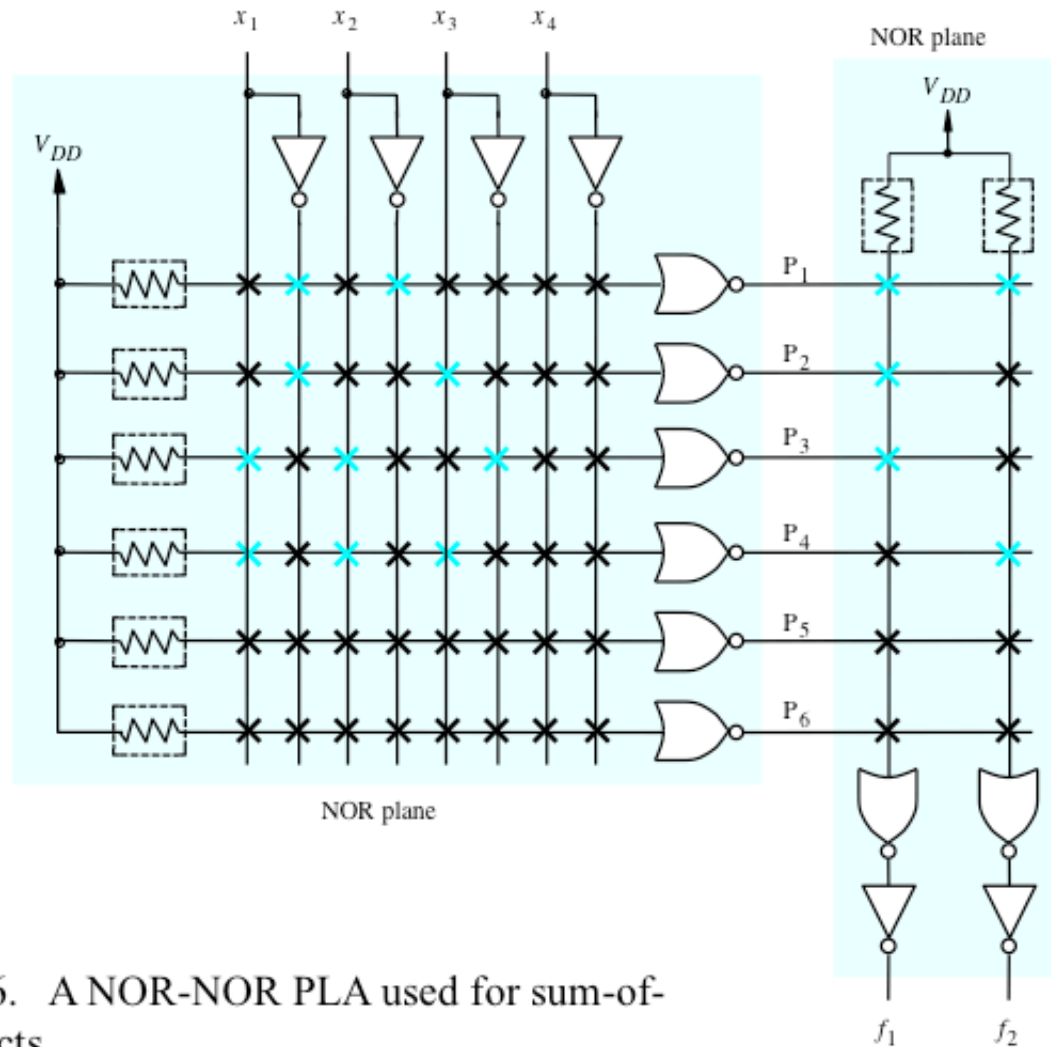 x1 x2 x3 x4
NOR plane
VDD
VDD
P1
P2
P3
P4
P5
P6
NOR plane
6. A NOR-NOR PLA used for sum-of-
f1 f2